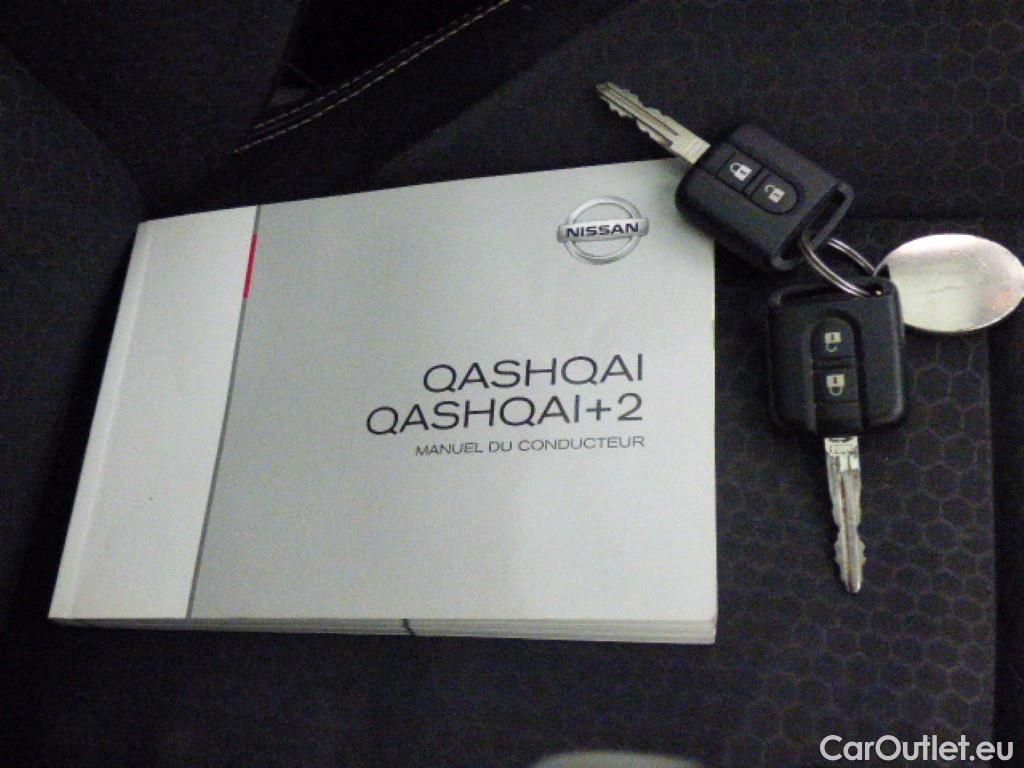 NISSAN
QASHQAI
QASHQAI+2
MANUEL DU CONDUCTEUR
CarOutlet.eu